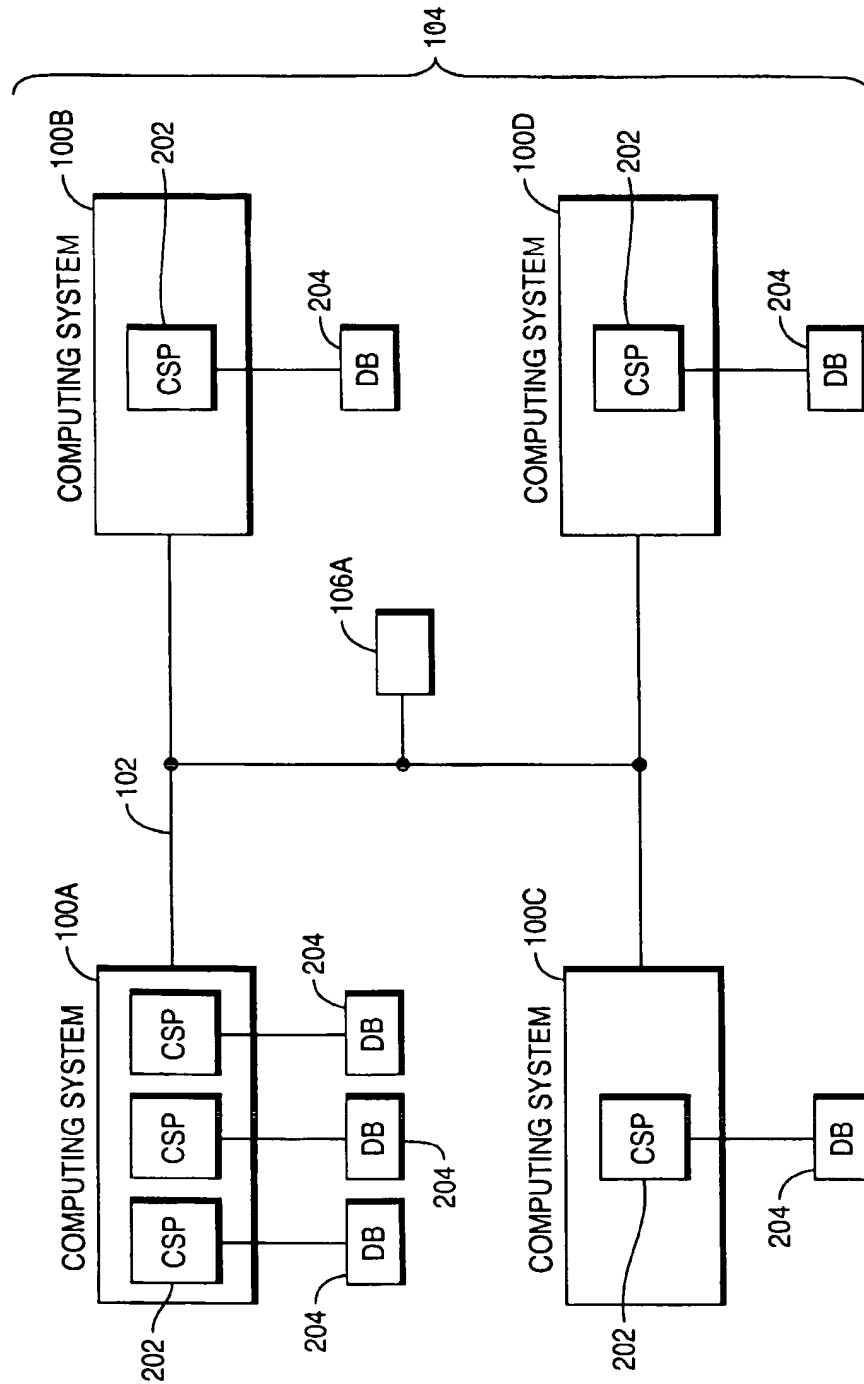 104
COMPUTING SYSTEM
100A
CSP
CSP
CSP
202
DB
DB
DB
204
204
204
102
COMPUTING SYSTEM
100B
CSP
202
DB
204
106A
COMPUTING SYSTEM
100C
CSP
202
DB
204
COMPUTING SYSTEM
100D
CSP
202
DB
204